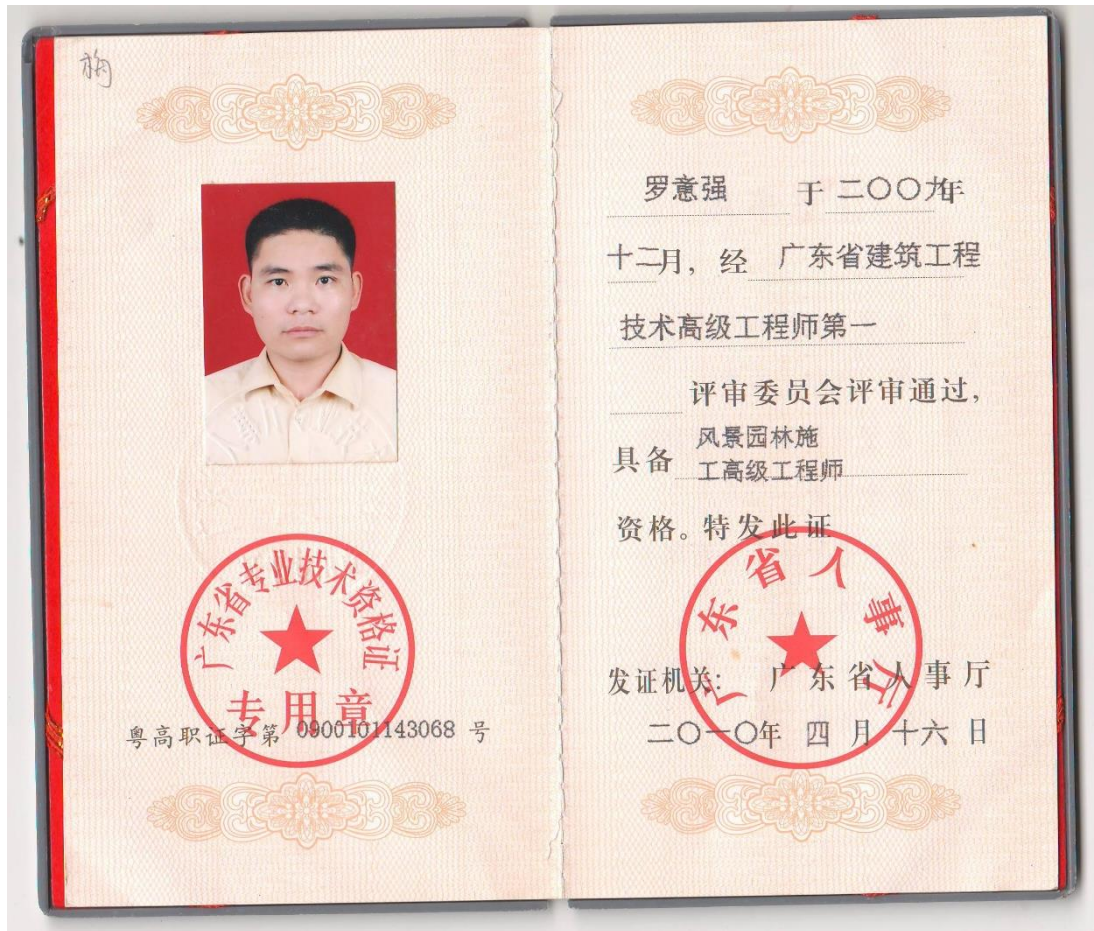 广东省专业技术资格证
专用章
粤高职证字第 0900101143068 号
罗意强 于 二〇〇九年
十二月, 经 广东省建筑工程
技术高级工程师第一
评审委员会评审通过,
具备 风景园林施
工高级工程师
资格。特发此证
广东省人事厅
发证机关: 广东省人事厅
二〇一〇年 四 月 十六 日